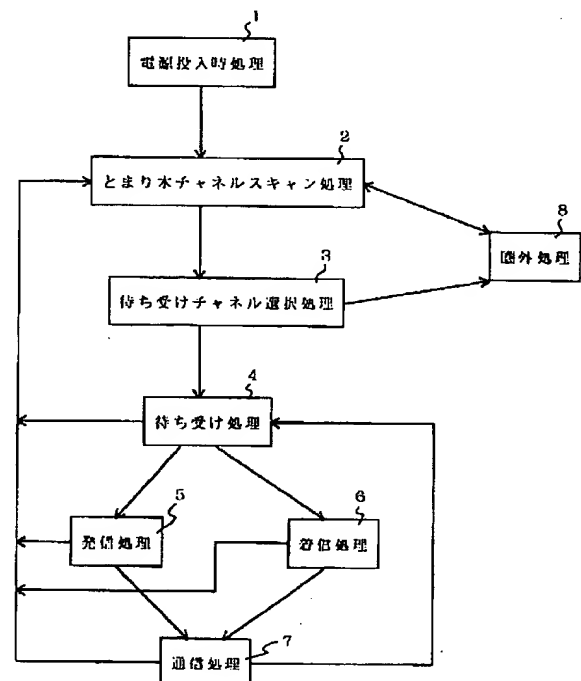 1
電源投入時処理
2
とまり木チャネルスキャン処理
8
圏外処理
3
待ち受けチャネル選択処理
4
待ち受け処理
5
発信処理
6
着信処理
通信処理
7